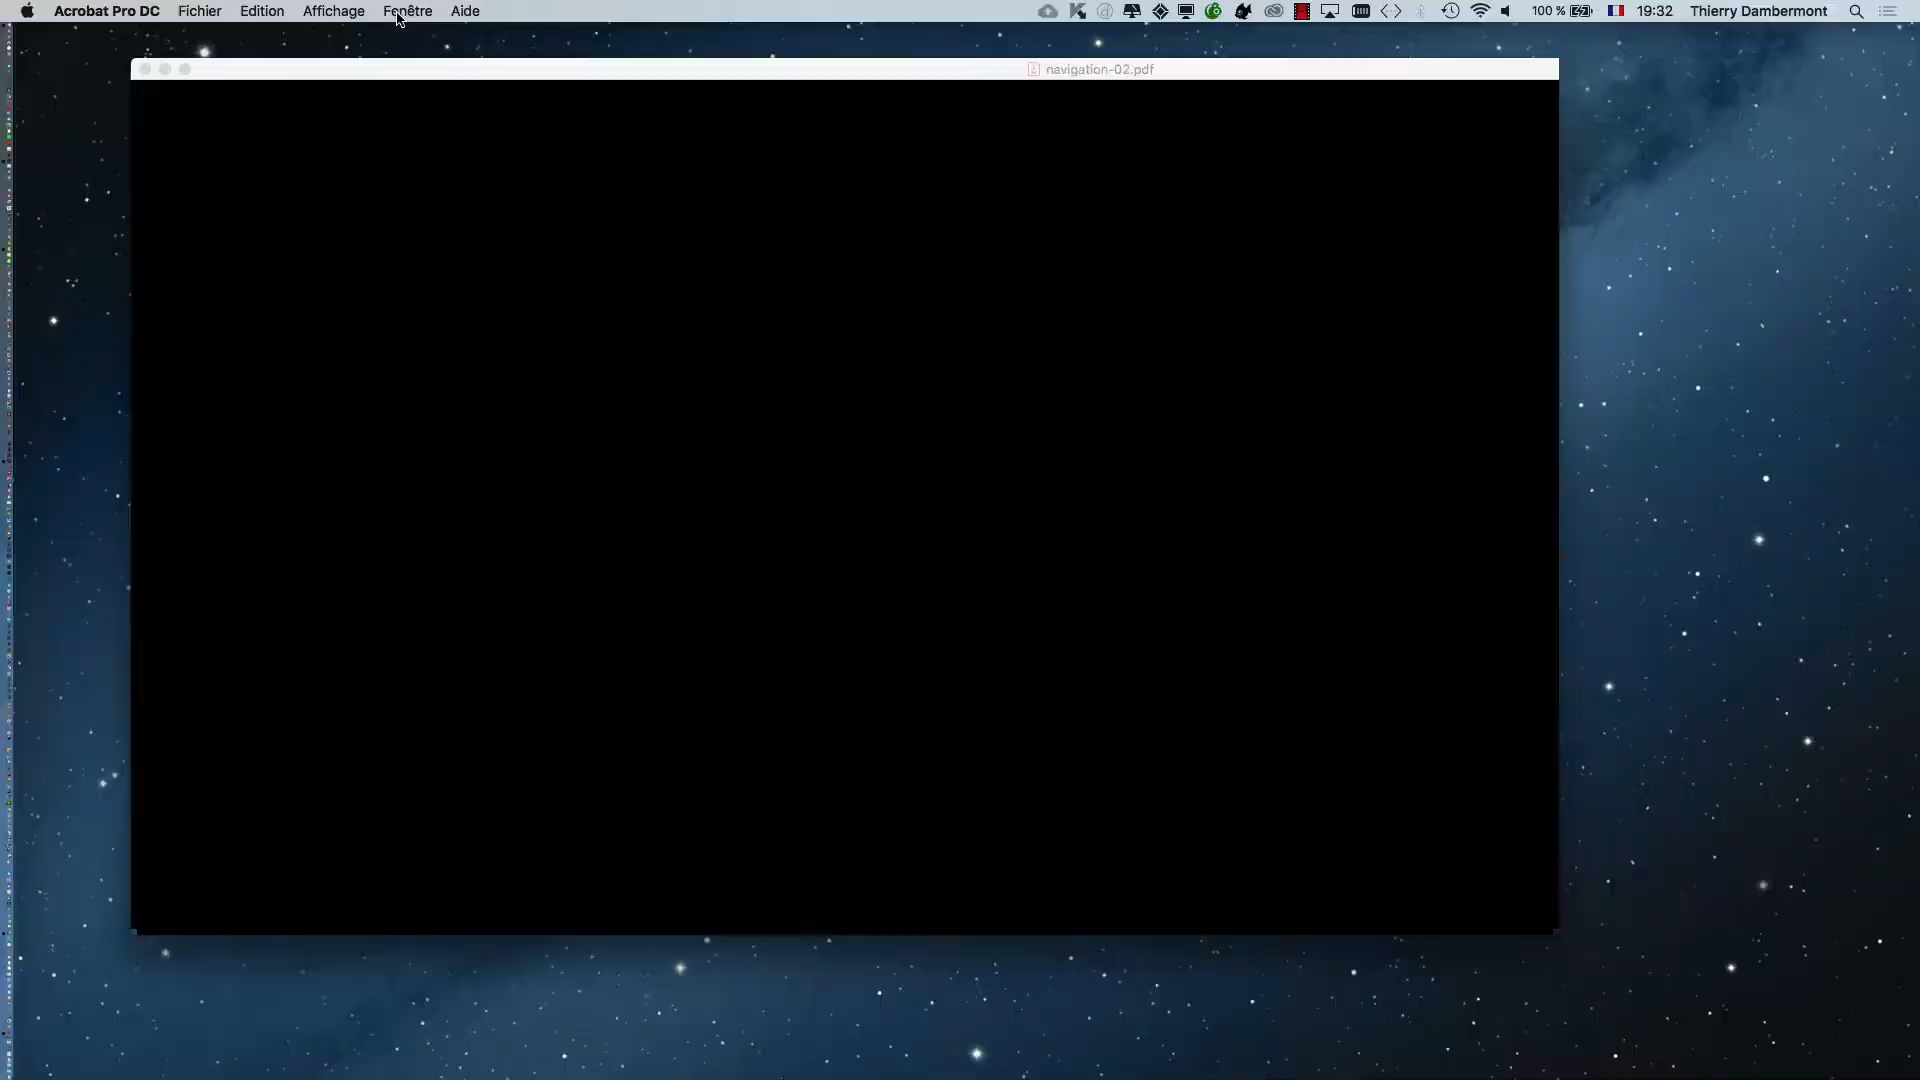 Acrobat Pro DC Fichier Edition Affichage Fenêtre Aide 100 % 19:32 Thierry Dambermont
navigation-02.pdf